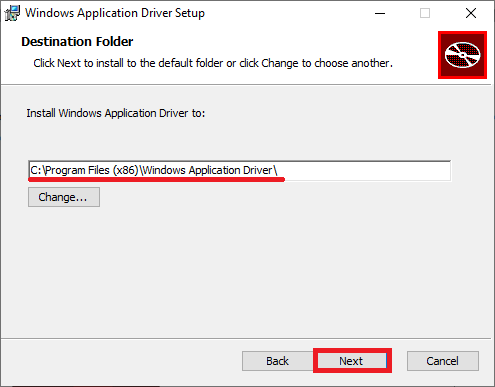 Windows Application Driver Setup
Destination Folder
Click Next to install to the default folder or click Change to choose another.
Install Windows Application Driver to:
C:\Program Files (x86)\Windows Application Driver\
Change...
Back
Next
Cancel